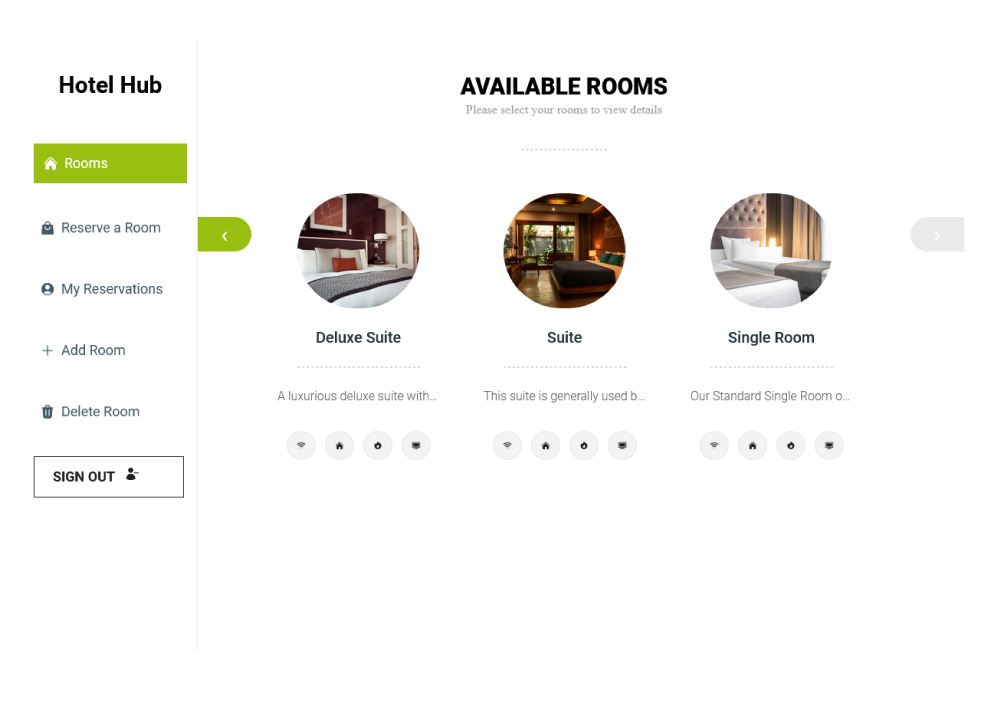 Hotel Hub
Rooms
Reserve a Room
My Reservations
Add Room
Delete Room
SIGN OUT
AVAILABLE ROOMS
Please select your rooms to view details
Deluxe Suite
A luxurious deluxe suite with...
Suite
This suite is generally used b...
Single Room
Our Standard Single Room o...